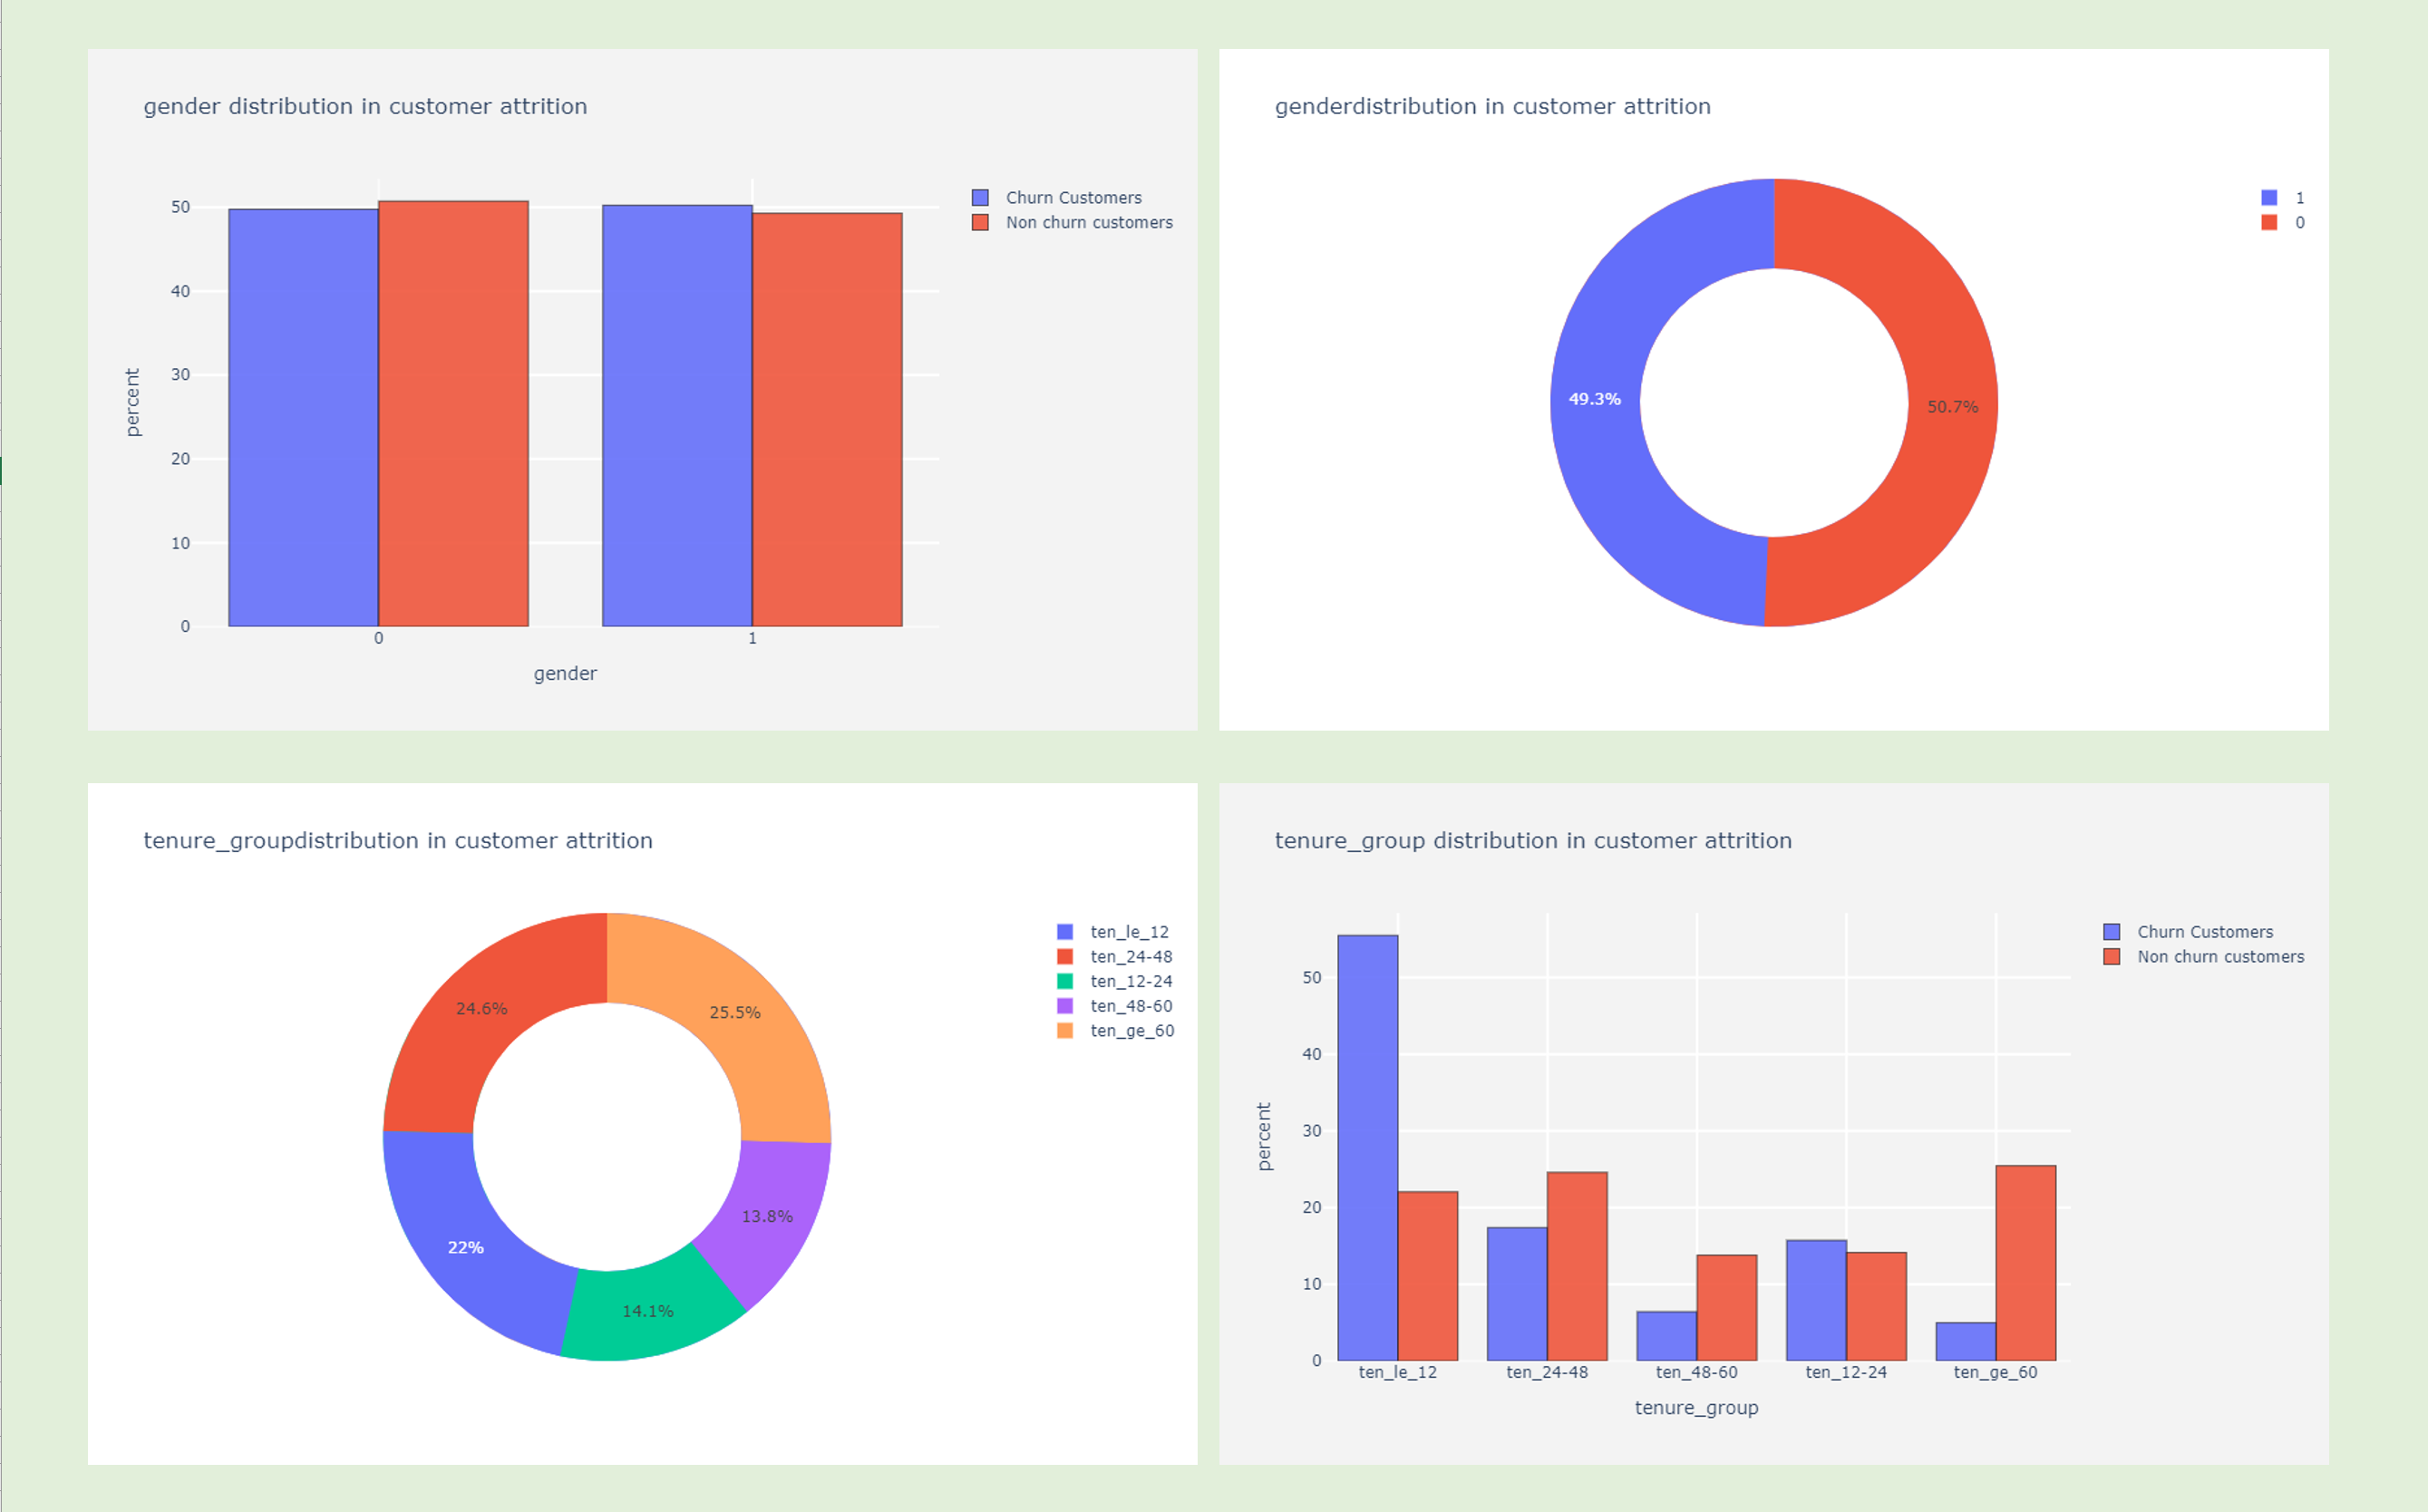 gender distribution in customer attrition
Churn Customers
Non churn customers
50
40
30
20
10
0
percent
0 1
gender
genderdistribution in customer attrition
1
0
49.3%
50.7%
tenure_groupdistribution in customer attrition
ten_le_12
ten_24-48
ten_12-24
ten_48-60
ten_ge_60
24.6%
25.5%
13.8%
22%
14.1%
tenure_group distribution in customer attrition
Churn Customers
Non churn customers
50
40
30
20
10
0
percent
ten_le_12 ten_24-48 ten_48-60 ten_12-24 ten_ge_60
tenure_group